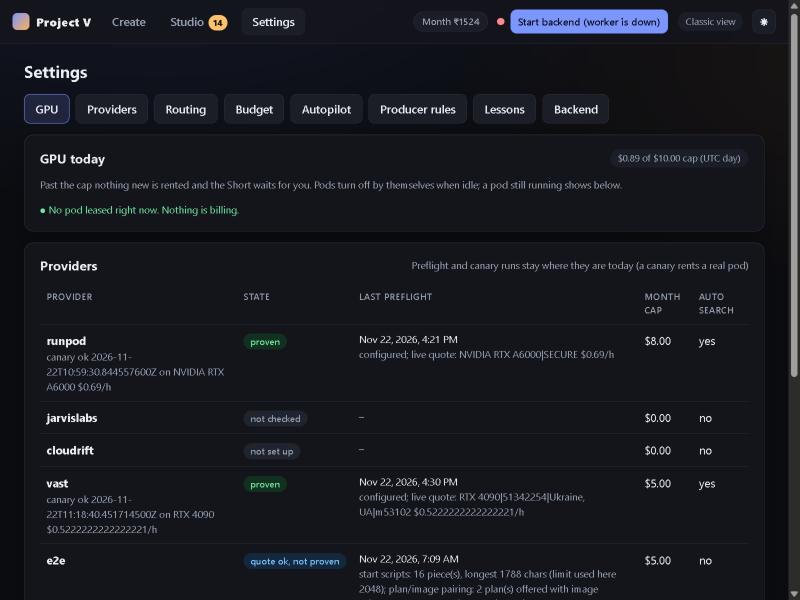 Project V Create Studio 14 Settings Month ₹1524 Start backend (worker is down) Classic view
Settings
GPU Providers Routing Budget Autopilot Producer rules Lessons Backend
GPU today $0.89 of $10.00 cap (UTC day)
Past the cap nothing new is rented and the Short waits for you. Pods turn off by themselves when idle; a pod still running shows below.
No pod leased right now. Nothing is billing.
Providers Preflight and canary runs stay where they are today (a canary rents a real pod)
PROVIDER STATE LAST PREFLIGHT MONTH CAP AUTO SEARCH
runpod proven Nov 22, 2026, 4:21 PM $8.00 yes
canary ok 2026-11-
22T10:59:30.844557600Z on NVIDIA RTX
A6000 $0.69/h
configured; live quote: NVIDIA RTX A6000|SECURE $0.69/h
jarvislabs not checked – $0.00 no
cloudrift not set up – $0.00 no
vast proven Nov 22, 2026, 4:30 PM $5.00 yes
canary ok 2026-11-
22T11:18:40.451714500Z on RTX 4090
$0.5222222222222221/h
configured; live quote: RTX 4090|51342254|Ukraine,
UA|m53102 $0.5222222222222221/h
e2e quote ok, not proven Nov 22, 2026, 7:09 AM $5.00 no
start scripts: 16 piece(s), longest 1788 chars (limit used here
2048); plan/image pairing: 2 plan(s) offered with image